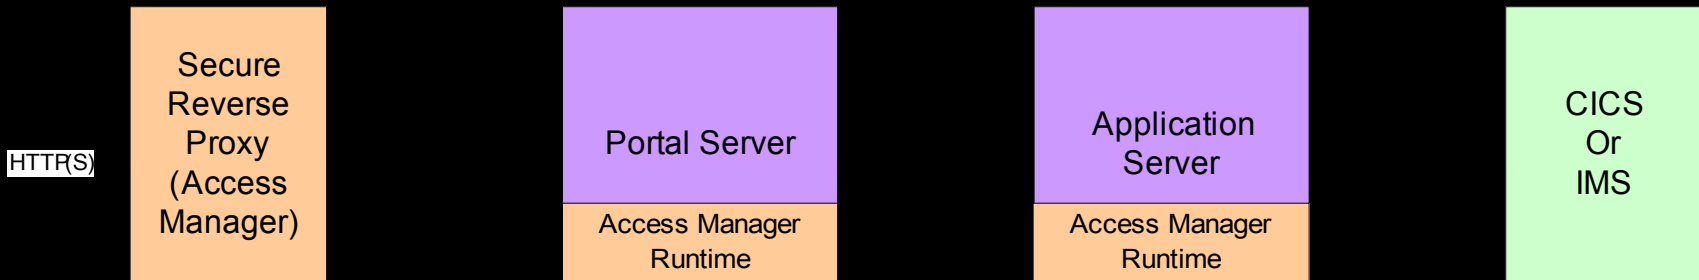 HTTP(S)
Secure
Reverse
Proxy
(Access
Manager)
Portal Server
Access Manager
Runtime
Application
Server
Access Manager
Runtime
CICS
Or
IMS